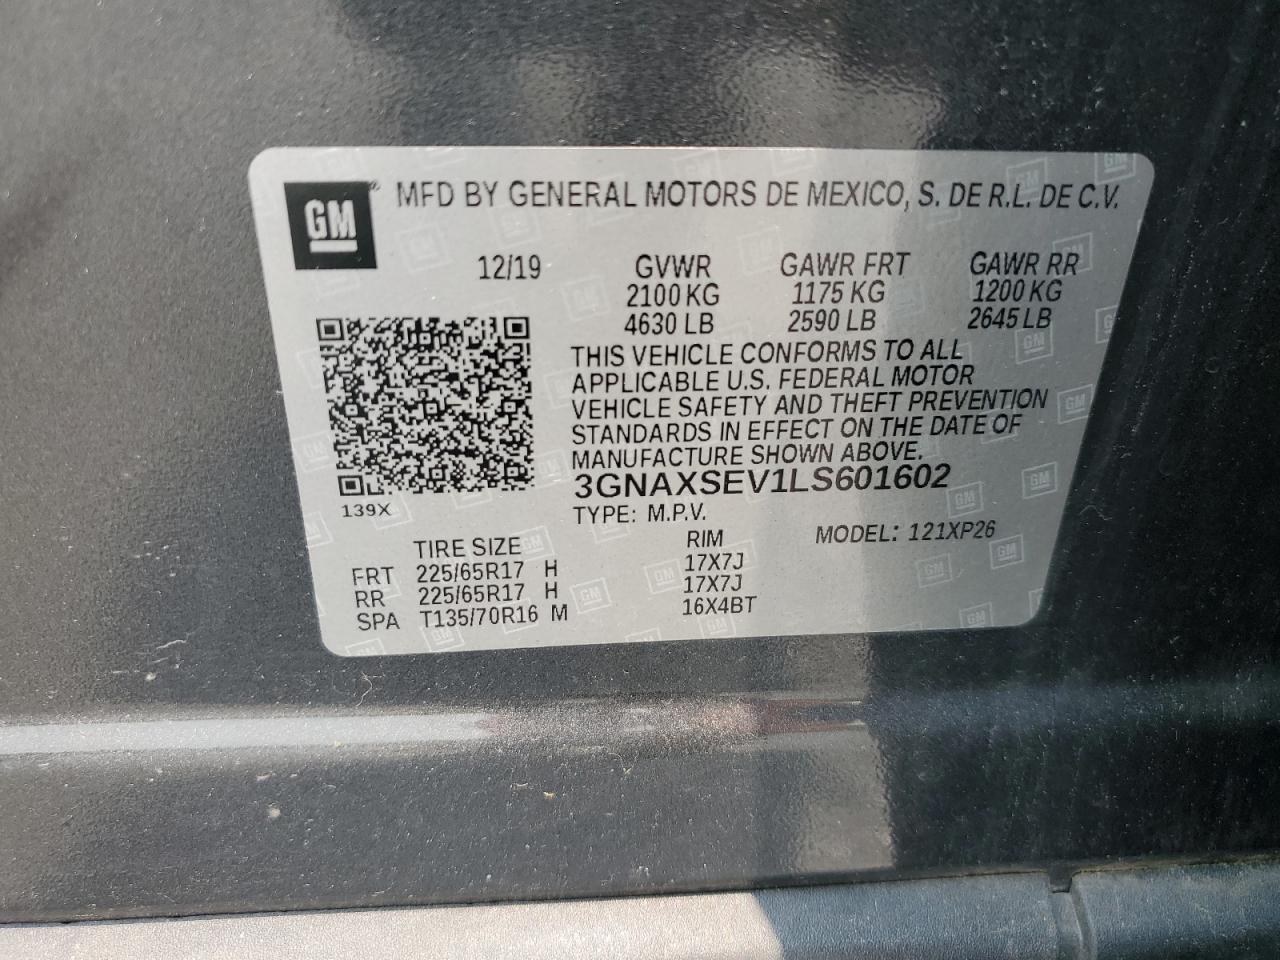 GM® MFD BY GENERAL MOTORS DE MEXICO, S. DE R.L. DE C.V.
12/19 GVWR GAWR FRT GAWR RR
2100 KG 1175 KG 1200 KG
4630 LB 2590 LB 2645 LB
THIS VEHICLE CONFORMS TO ALL
APPLICABLE U.S. FEDERAL MOTOR
VEHICLE SAFETY AND THEFT PREVENTION
STANDARDS IN EFFECT ON THE DATE OF
MANUFACTURE SHOWN ABOVE.
3GNAXSEV1LS601602
139X
TYPE: M.P.V. MODEL: 121XP26
TIRE SIZE RIM
FRT 225/65R17 H 17X7J
RR 225/65R17 H 17X7J
SPA T135/70R16 M 16X4BT